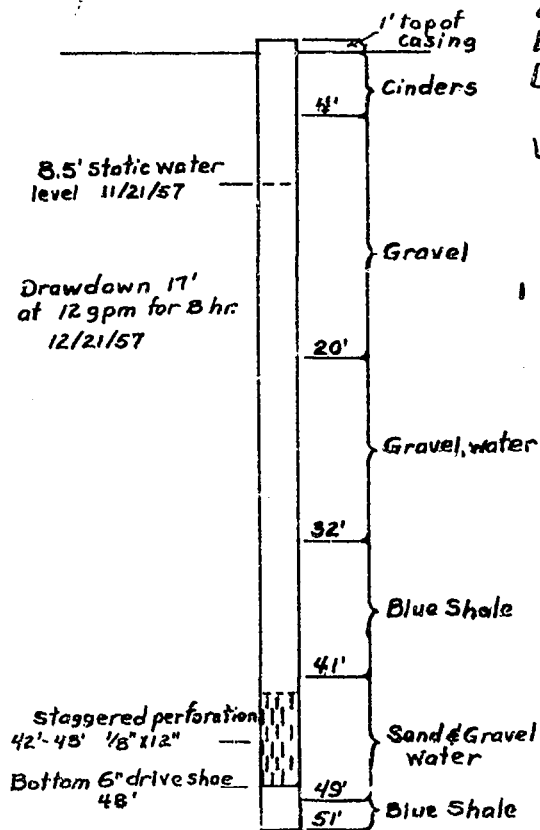 1' top of
casing
Cinders
4'
8.5' static water
level 11/21/57
Gravel
Drawdown 17'
at 12 gpm for 8 hr.
12/21/57
20'
Gravel, water
32'
Blue Shale
41'
Staggered perforation
42'-48' 1/8" x 12"
Sand & Gravel
water
Bottom 6" drive shoe
48'
49'
Blue Shale
51'